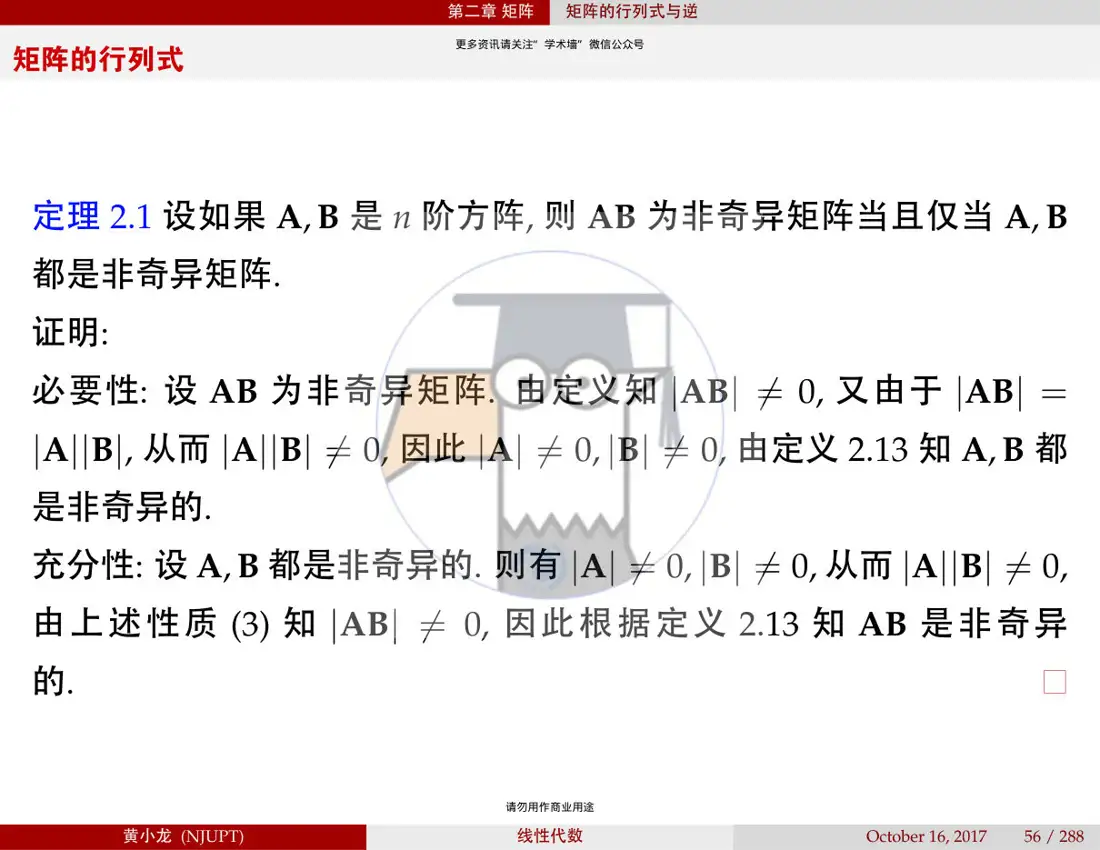 第二章 矩阵 矩阵的行列式与逆
更多资讯请关注“学术墙”微信公众号
矩阵的行列式
定理 2.1 设如果 A, B 是 n 阶方阵, 则 AB 为非奇异矩阵当且仅当 A, B
都是非奇异矩阵.
证明:
必要性: 设 AB 为非奇异矩阵. 由定义知 |AB| ≠ 0, 又由于 |AB| =
|A||B|, 从而 |A||B| ≠ 0, 因此 |A| ≠ 0, |B| ≠ 0, 由定义 2.13 知 A, B 都
是非奇异的.
充分性: 设 A, B 都是非奇异的. 则有 |A| ≠ 0, |B| ≠ 0, 从而 |A||B| ≠ 0,
由上述性质 (3) 知 |AB| ≠ 0, 因此根据定义 2.13 知 AB 是非奇异
的. □
请勿用作商业用途
黄小龙 (NJUPT) 线性代数 October 16, 2017 56 / 288